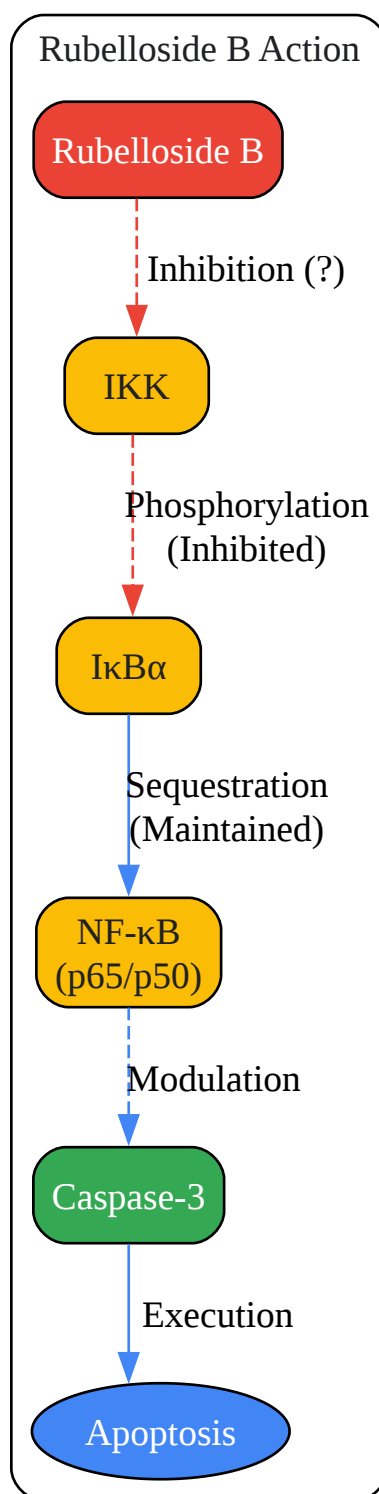 Rubelloside B Action
Rubelloside B
Inhibition (?)
IKK
Phosphorylation
(Inhibited)
IκBα
Sequestration
(Maintained)
NF-κB
(p65/p50)
Modulation
Caspase-3
Execution
Apoptosis